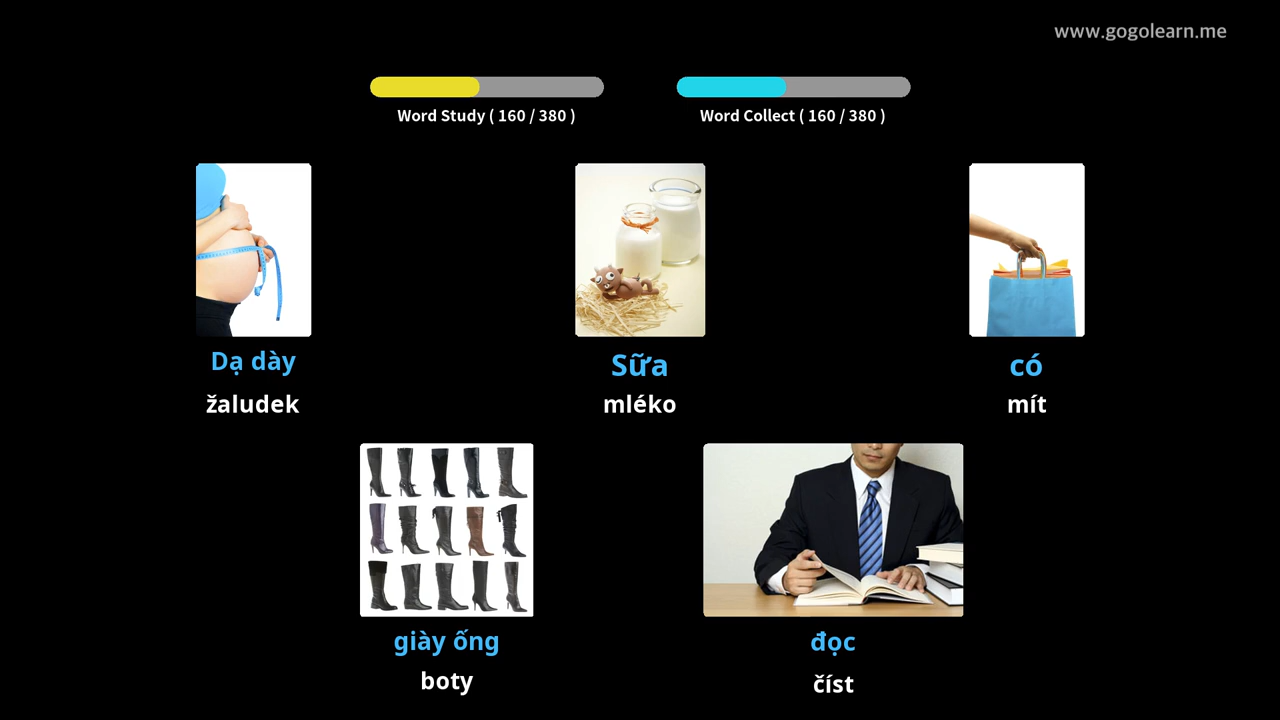 www.gogolearn.me
Word Study ( 160 / 380 )
Word Collect ( 160 / 380 )
Dạ dày
žaludek
Sữa
mléko
có
mít
giày ống
boty
đọc
číst